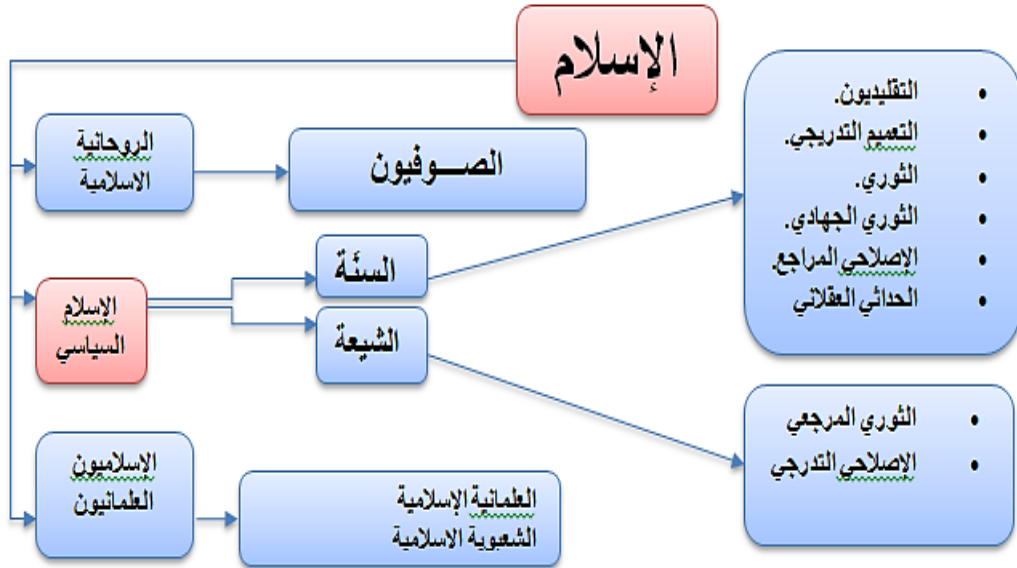 الإسلام
التقليديون.
التعميم التدريجي.
الثوري.
الثوري الجهادي.
الإصلاحي المراجع.
الحداثي العقلاني
الروحانية
الاسلامية
الصـــوفيون
السنّة
الإسلام
السياسي
الشيعة
الثوري المرجعي
الإصلاحي التدرجي
الإسلاميون
العلمانيون
العلمانية الإسلامية
الشعبوية الاسلامية